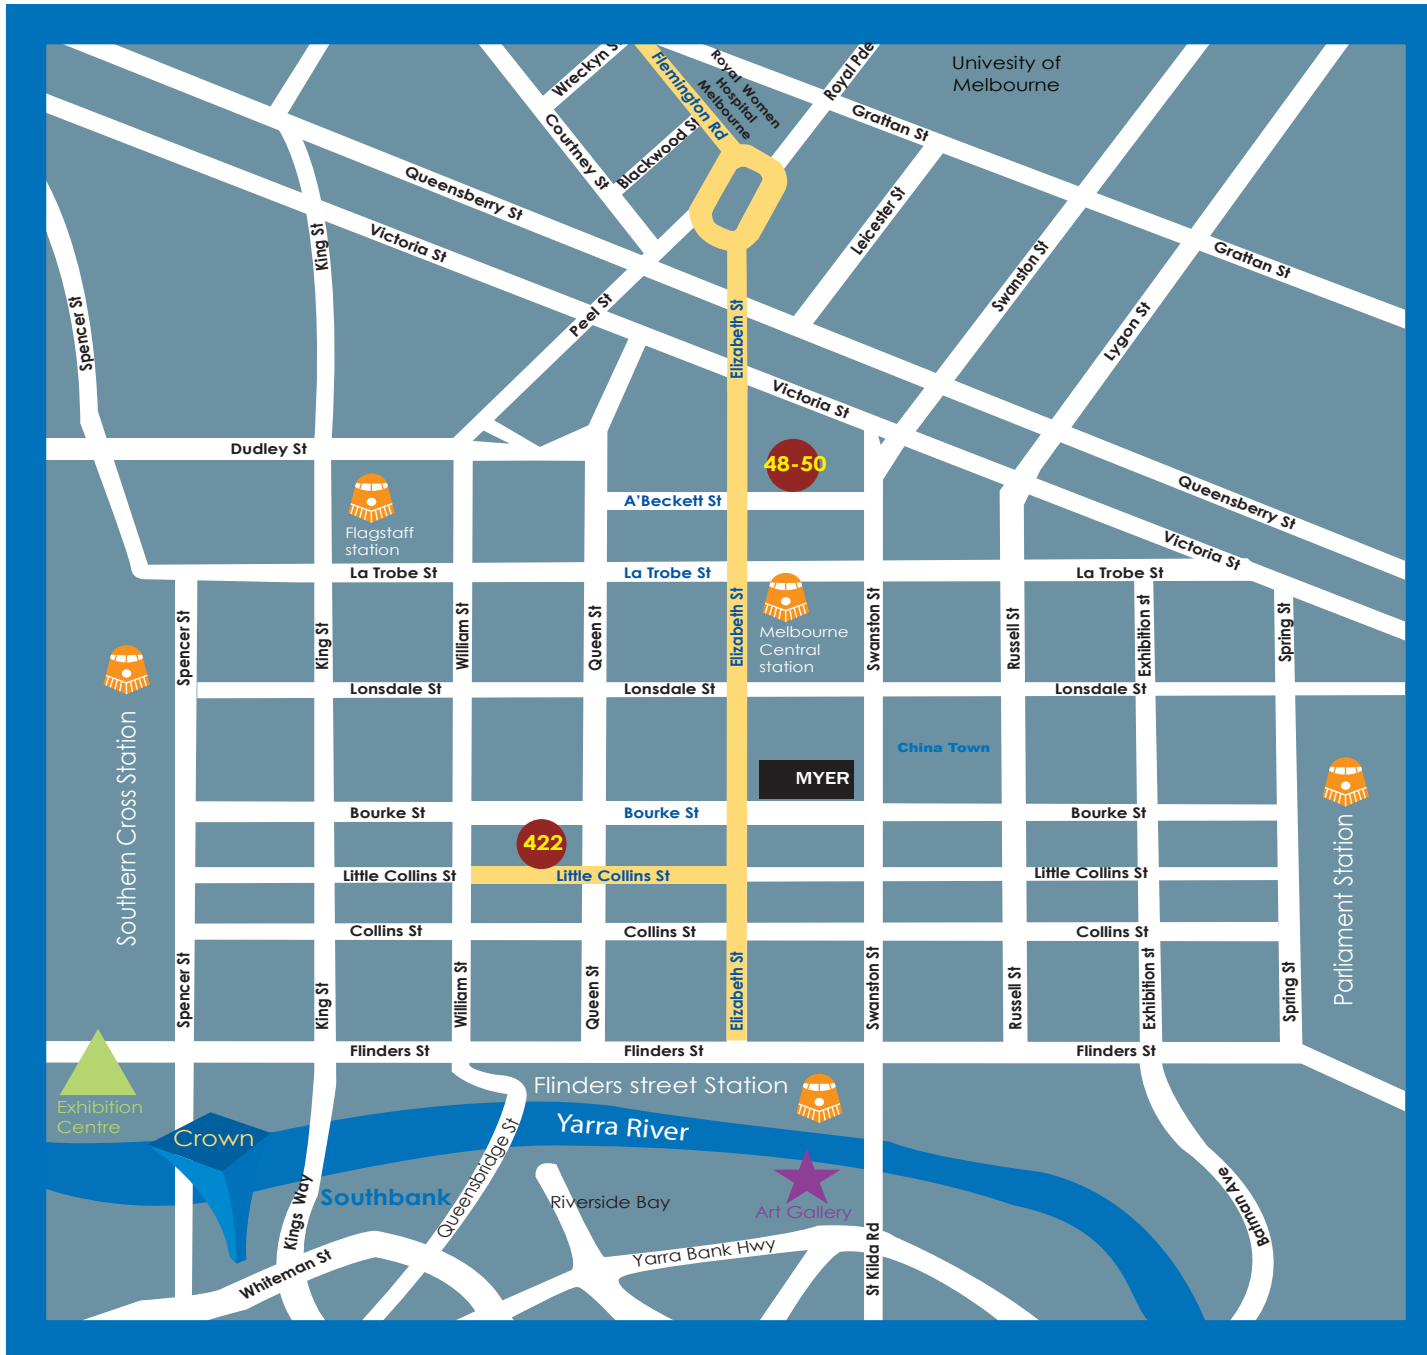 Wreckyn S
Flemington Rd
Royal Women
Hospital
Melbourne
Royal Pde
Univesity of
Melbourne
Courtney St
Blackwood St
Grattan St
Queensberry St
Leicester St
King St
Victoria St
Swanston St
Grattan St
Spencer St
Peel St
Elizabeth St
Lygon St
Victoria St
Dudley St
48-50
A'Beckett St
Queensberry St
Flagstaff
station
Victoria St
La Trobe St
La Trobe St
La Trobe St
Spencer St
King St
William St
Queen St
Elizabeth St
Melbourne
Central
station
Swanston St
Russell St
Exhibition st
Spring St
Lonsdale St
Lonsdale St
Lonsdale St
Southern Cross Station
China Town
MYER
Bourke St
Bourke St
Bourke St
422
Little Collins St
Little Collins St
Little Collins St
Parliament Station
Collins St
Collins St
Collins St
Spencer St
King St
William St
Queen St
Elizabeth St
Swanston St
Russell St
Exhibition st
Spring St
Flinders St
Flinders St
Flinders St
Flinders street Station
Exhibition
Centre
Crown
Yarra River
Queensbridge St
Southbank
Kings Way
Riverside Bay
Art Gallery
Batman Ave
Whiteman St
Yarra Bank Hwy
St Kilda Rd